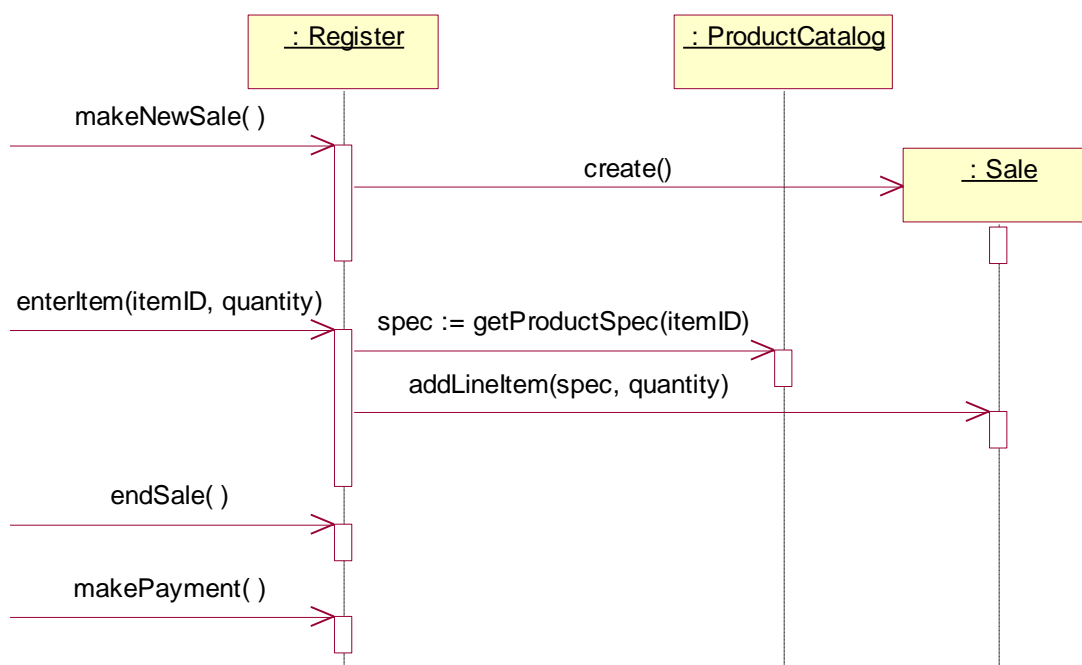 : Register
: ProductCatalog
makeNewSale( )
create()
: Sale
enterItem(itemID, quantity)
spec := getProductSpec(itemID)
addLineItem(spec, quantity)
endSale( )
makePayment( )